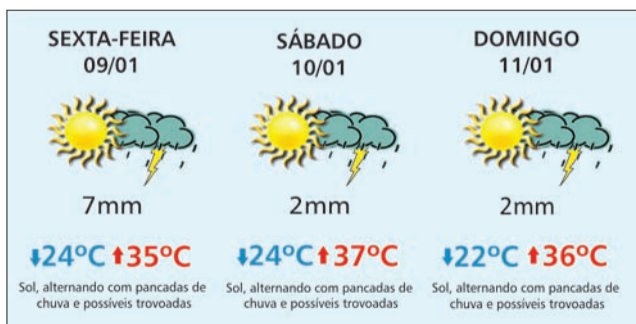 SEXTA-FEIRA
09/01
7mm
24ºC 35ºC
Sol, alternando com pancadas de
chuva e possíveis trovoadas
SÁBADO
10/01
2mm
24ºC 37ºC
Sol, alternando com pancadas de
chuva e possíveis trovoadas
DOMINGO
11/01
2mm
22ºC 36ºC
Sol, alternando com pancadas de
chuva e possíveis trovoadas